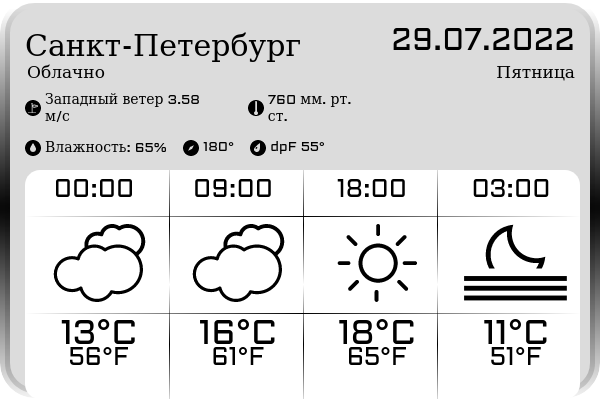 Санкт-Петербург
29.07.2022
Облачно
Пятница
Западный ветер 3.58
м/с
760 мм. рт.
ст.
Влажность: 65%
180°
dpF 55°
00:00 09:00 18:00 03:00
13°C 16°C 18°C 11°C
56°F 61°F 65°F 51°F